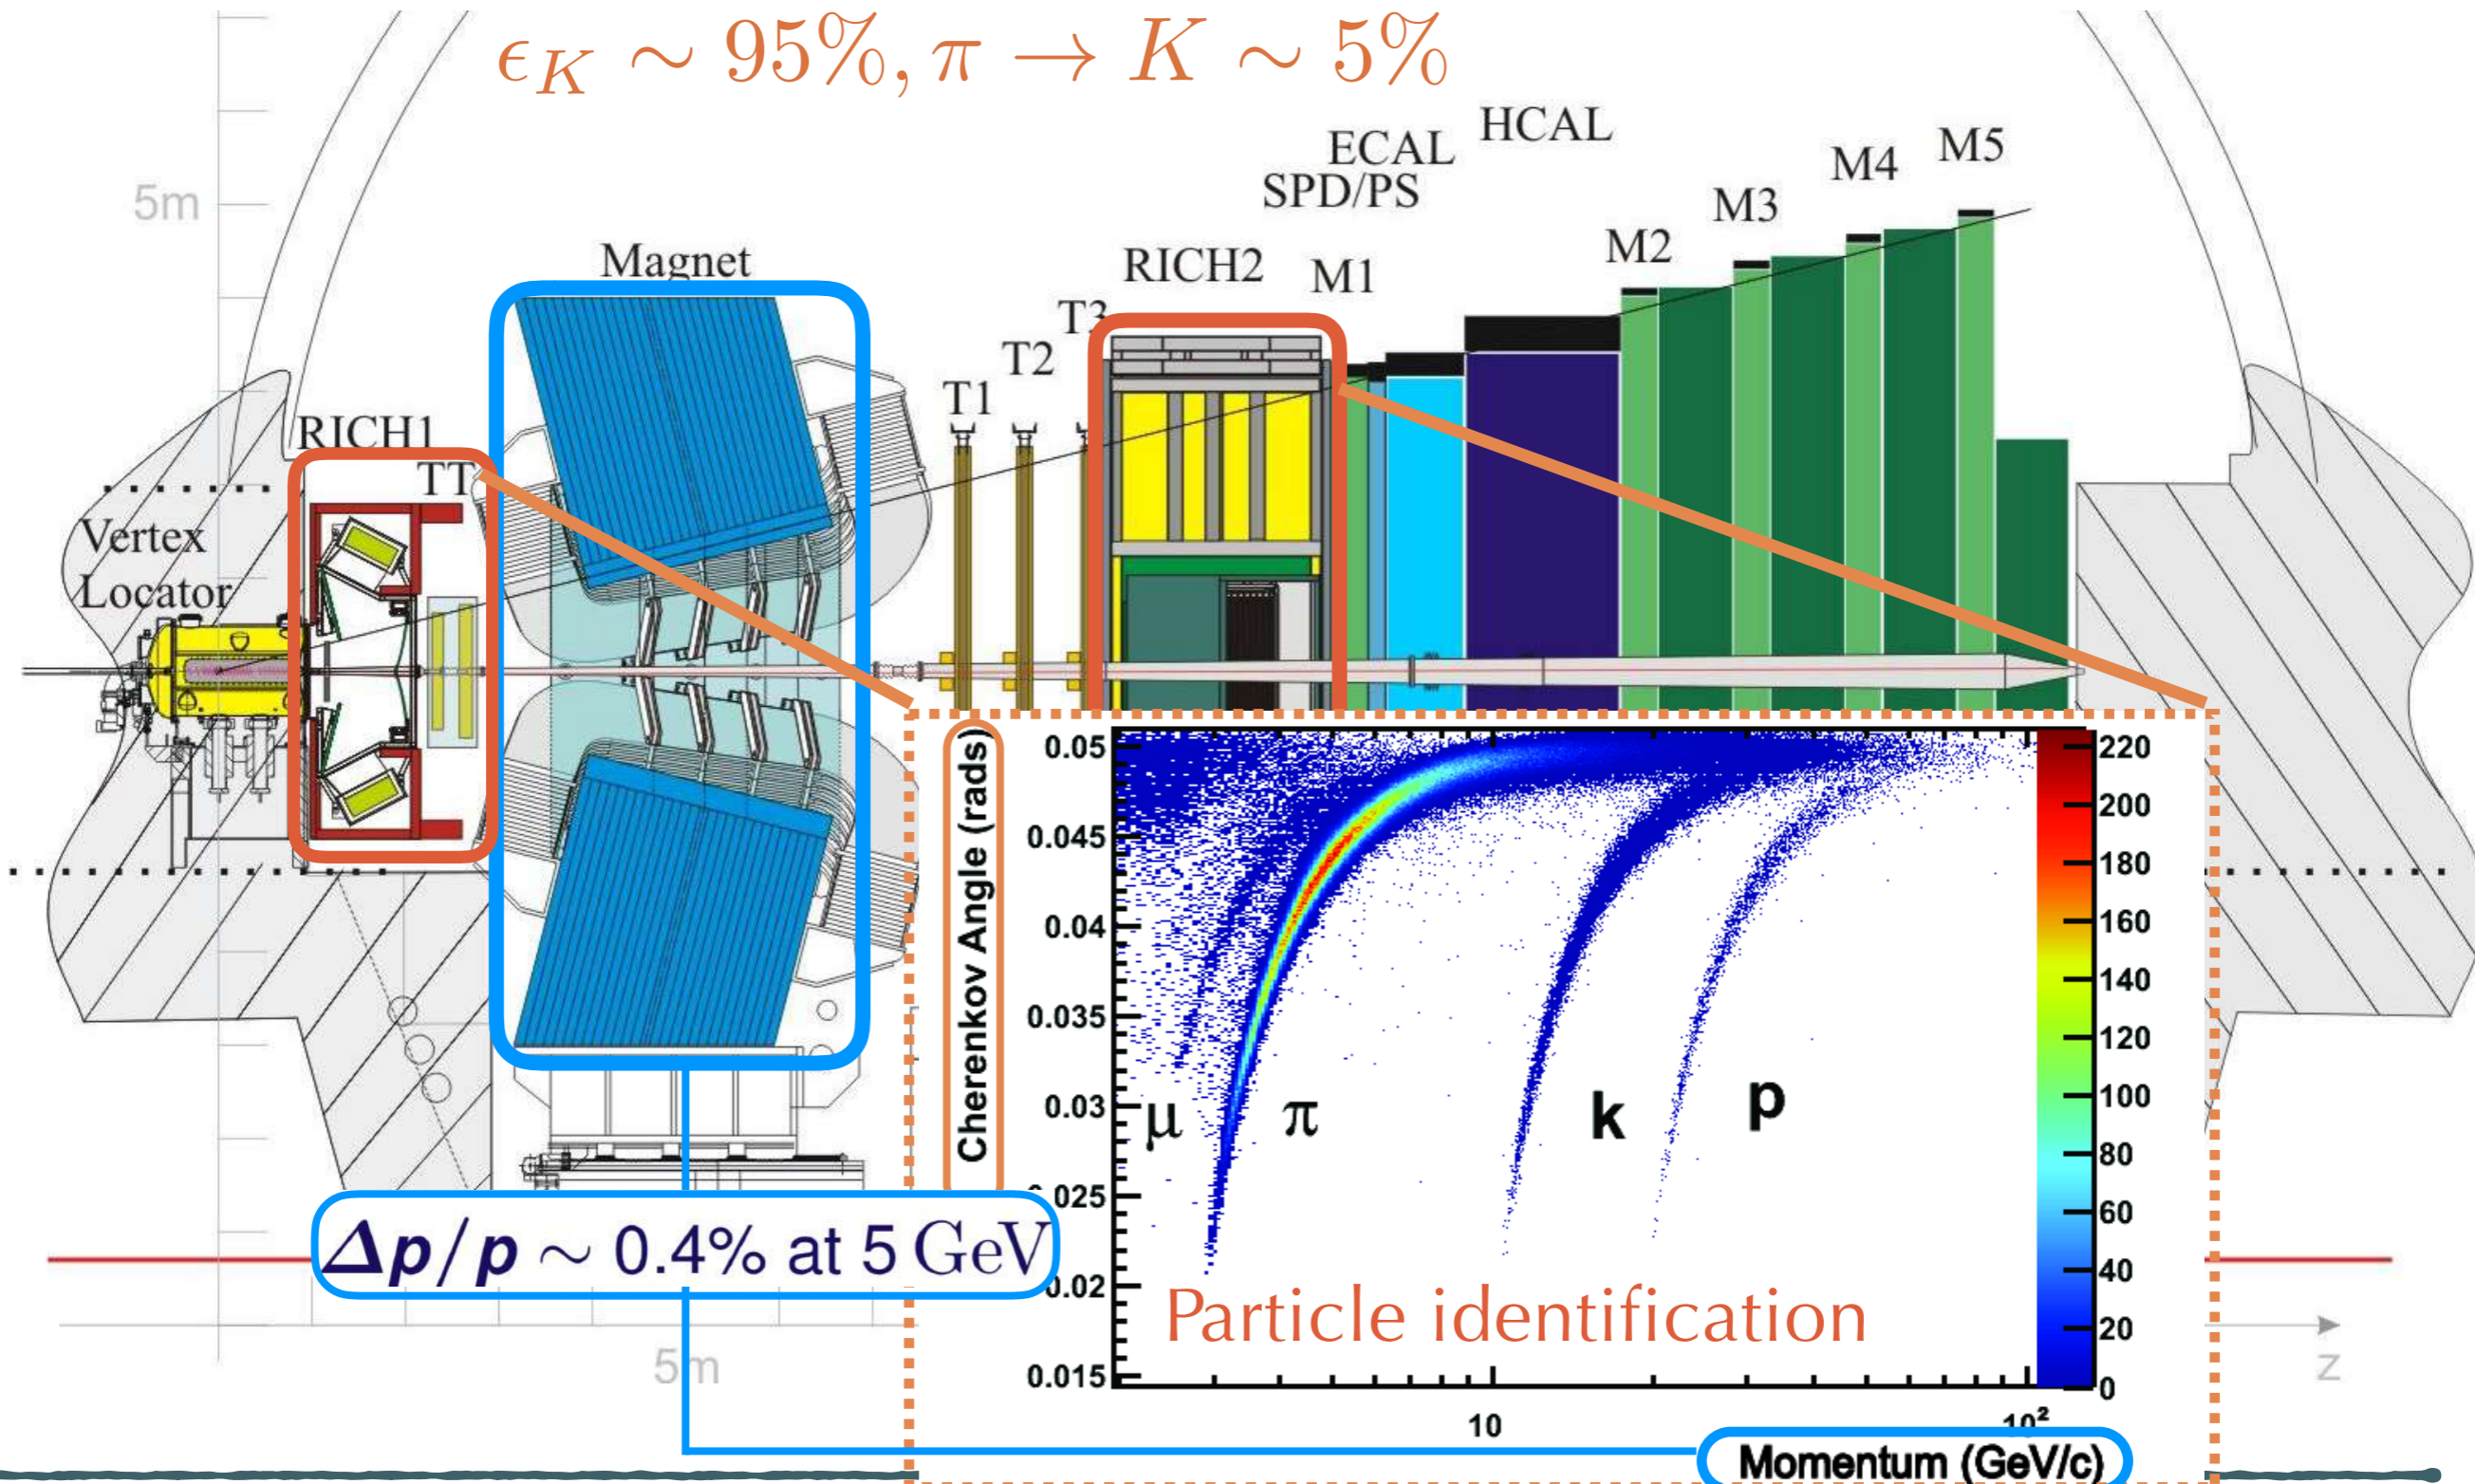 ϵ_K ∼ 95%, π → K ∼ 5%
HCAL
ECAL
SPD/PS
M4 M5
M3
M2
5m
Magnet
RICH2 M1
T3
T2
T1
RICH1
TT
Vertex
Locator
Cherenkov Angle (rads)
0.05
0.045
0.04
0.035
0.03
0.025
0.02
0.015
μ π k p
220
200
180
160
140
120
100
80
60
40
20
0
Δp/p ∼ 0.4% at 5 GeV
Particle identification
5m
z
10 10²
Momentum (GeV/c)